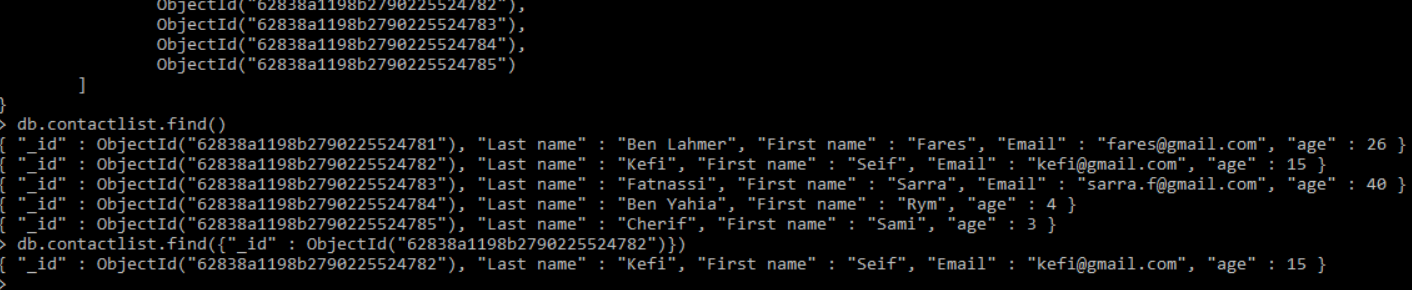 ObjectId("62838a1198b2790225524782"),
ObjectId("62838a1198b2790225524783"),
ObjectId("62838a1198b2790225524784"),
ObjectId("62838a1198b2790225524785")
]
}
> db.contactlist.find()
{ "_id" : ObjectId("62838a1198b2790225524781"), "Last name" : "Ben Lahmer", "First name" : "Fares", "Email" : "fares@gmail.com", "age" : 26 }
{ "_id" : ObjectId("62838a1198b2790225524782"), "Last name" : "Kefi", "First name" : "Seif", "Email" : "kefi@gmail.com", "age" : 15 }
{ "_id" : ObjectId("62838a1198b2790225524783"), "Last name" : "Fatnassi", "First name" : "Sarra", "Email" : "sarra.f@gmail.com", "age" : 40 }
{ "_id" : ObjectId("62838a1198b2790225524784"), "Last name" : "Ben Yahia", "First name" : "Rym", "age" : 4 }
{ "_id" : ObjectId("62838a1198b2790225524785"), "Last name" : "Cherif", "First name" : "Sami", "age" : 3 }
> db.contactlist.find({"_id" : ObjectId("62838a1198b2790225524782")})
{ "_id" : ObjectId("62838a1198b2790225524782"), "Last name" : "Kefi", "First name" : "Seif", "Email" : "kefi@gmail.com", "age" : 15 }
>